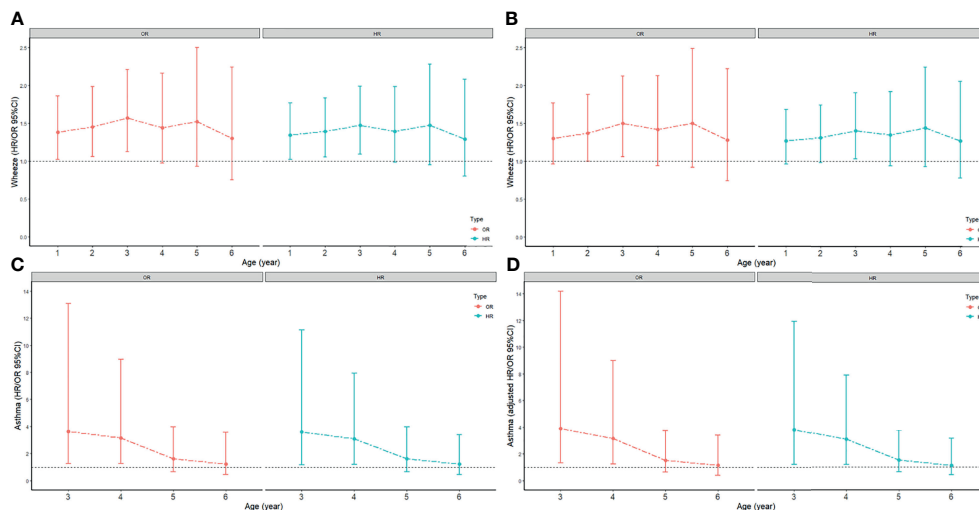 A
OR
HR
Wheeze (HR/OR 95%CI)
2.5
2.0
1.5
1.0
0.5
0.0
Type
OR
HR
1 2 3 4 5 6 1 2 3 4 5 6
Age (year)
B
OR
HR
Wheeze (HR/OR 95%CI)
2.5
2.0
1.5
1.0
0.5
0.0
Type
1 2 3 4 5 6 1 2 3 4 5 6
Age (year)
C
OR
HR
Asthma (HR/OR 95%CI)
14
12
10
8
6
4
2
0
Type
OR
HR
3 4 5 6 3 4 5 6
Age (year)
D
OR
HR
Asthma (adjusted HR/OR 95%CI)
14
12
10
8
6
4
2
0
Type
3 4 5 6 3 4 5 6
Age (year)